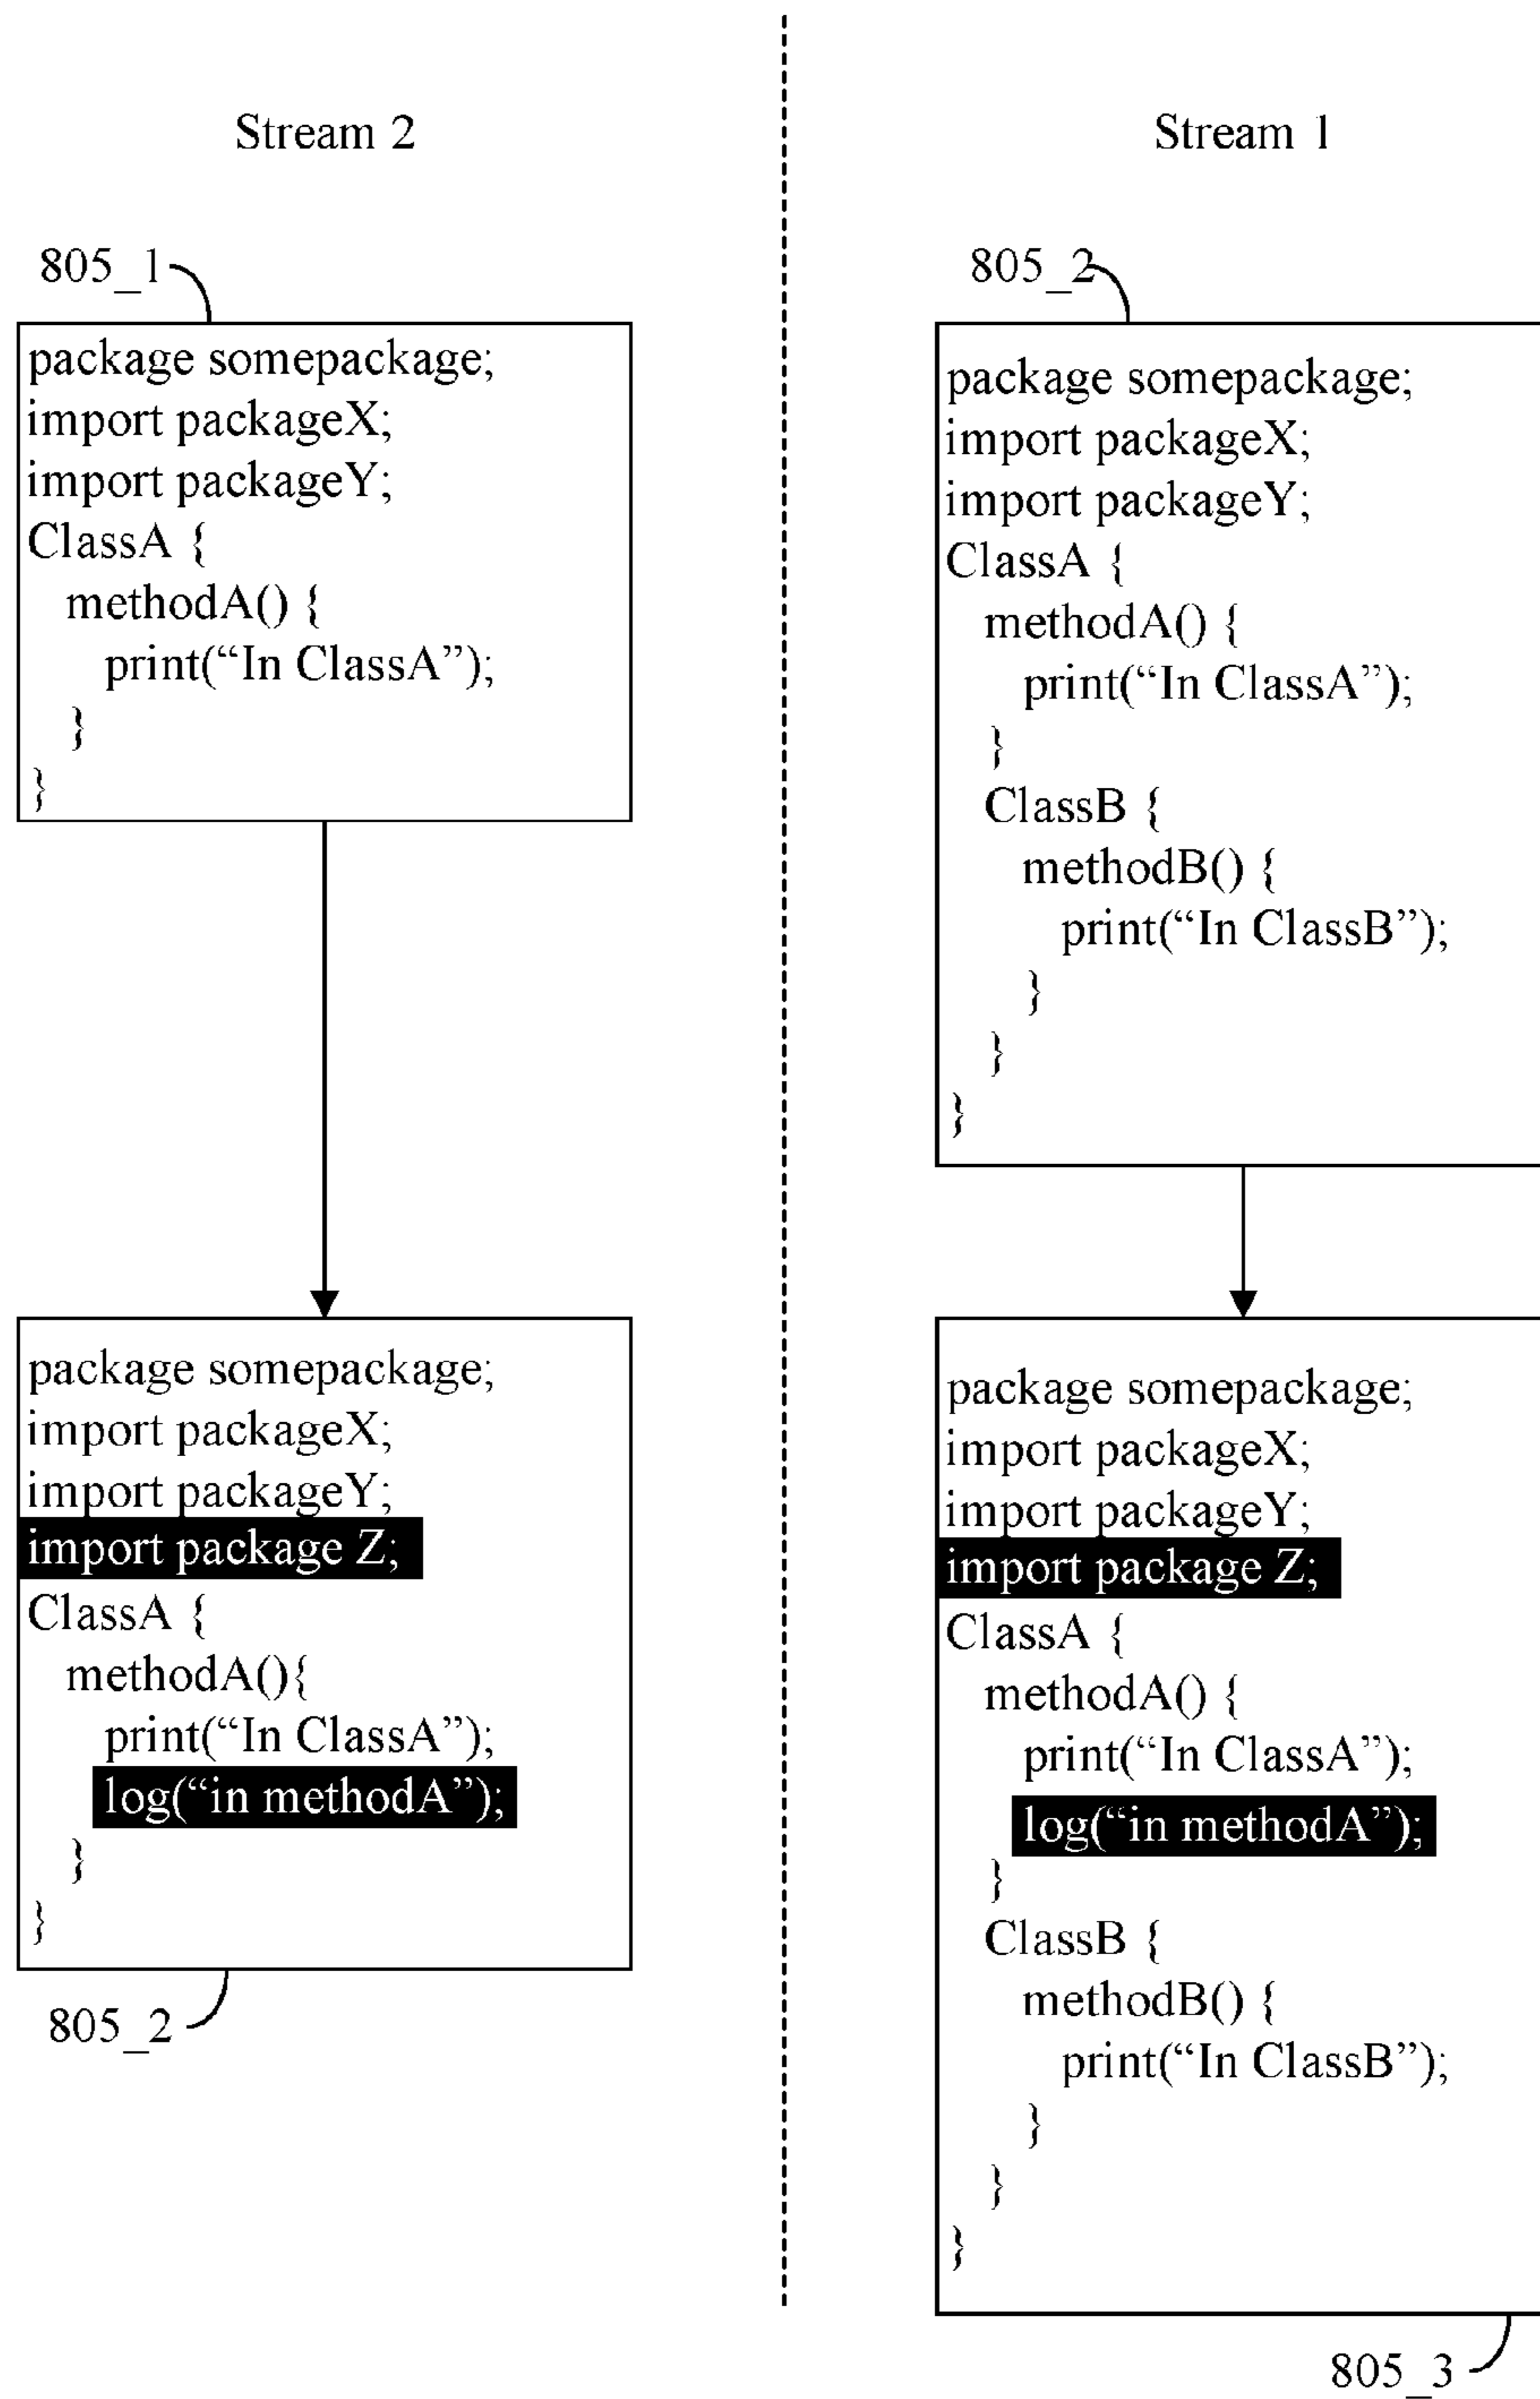 Stream 2
805_1
package somepackage;
import packageX;
import packageY;
ClassA {
methodA() {
print(“In ClassA”);
}
}
package somepackage;
import packageX;
import packageY;
import package Z;
ClassA {
methodA(){
print(“In ClassA”);
log(“in methodA”);
}
}
805_2
Stream 1
805_2
package somepackage;
import packageX;
import packageY;
ClassA {
methodA() {
print(“In ClassA”);
}
ClassB {
methodB() {
print(“In ClassB”);
}
}
}
package somepackage;
import packageX;
import packageY;
import package Z;
ClassA {
methodA() {
print(“In ClassA”);
log(“in methodA”);
}
ClassB {
methodB() {
print(“In ClassB”);
}
}
}
805_3